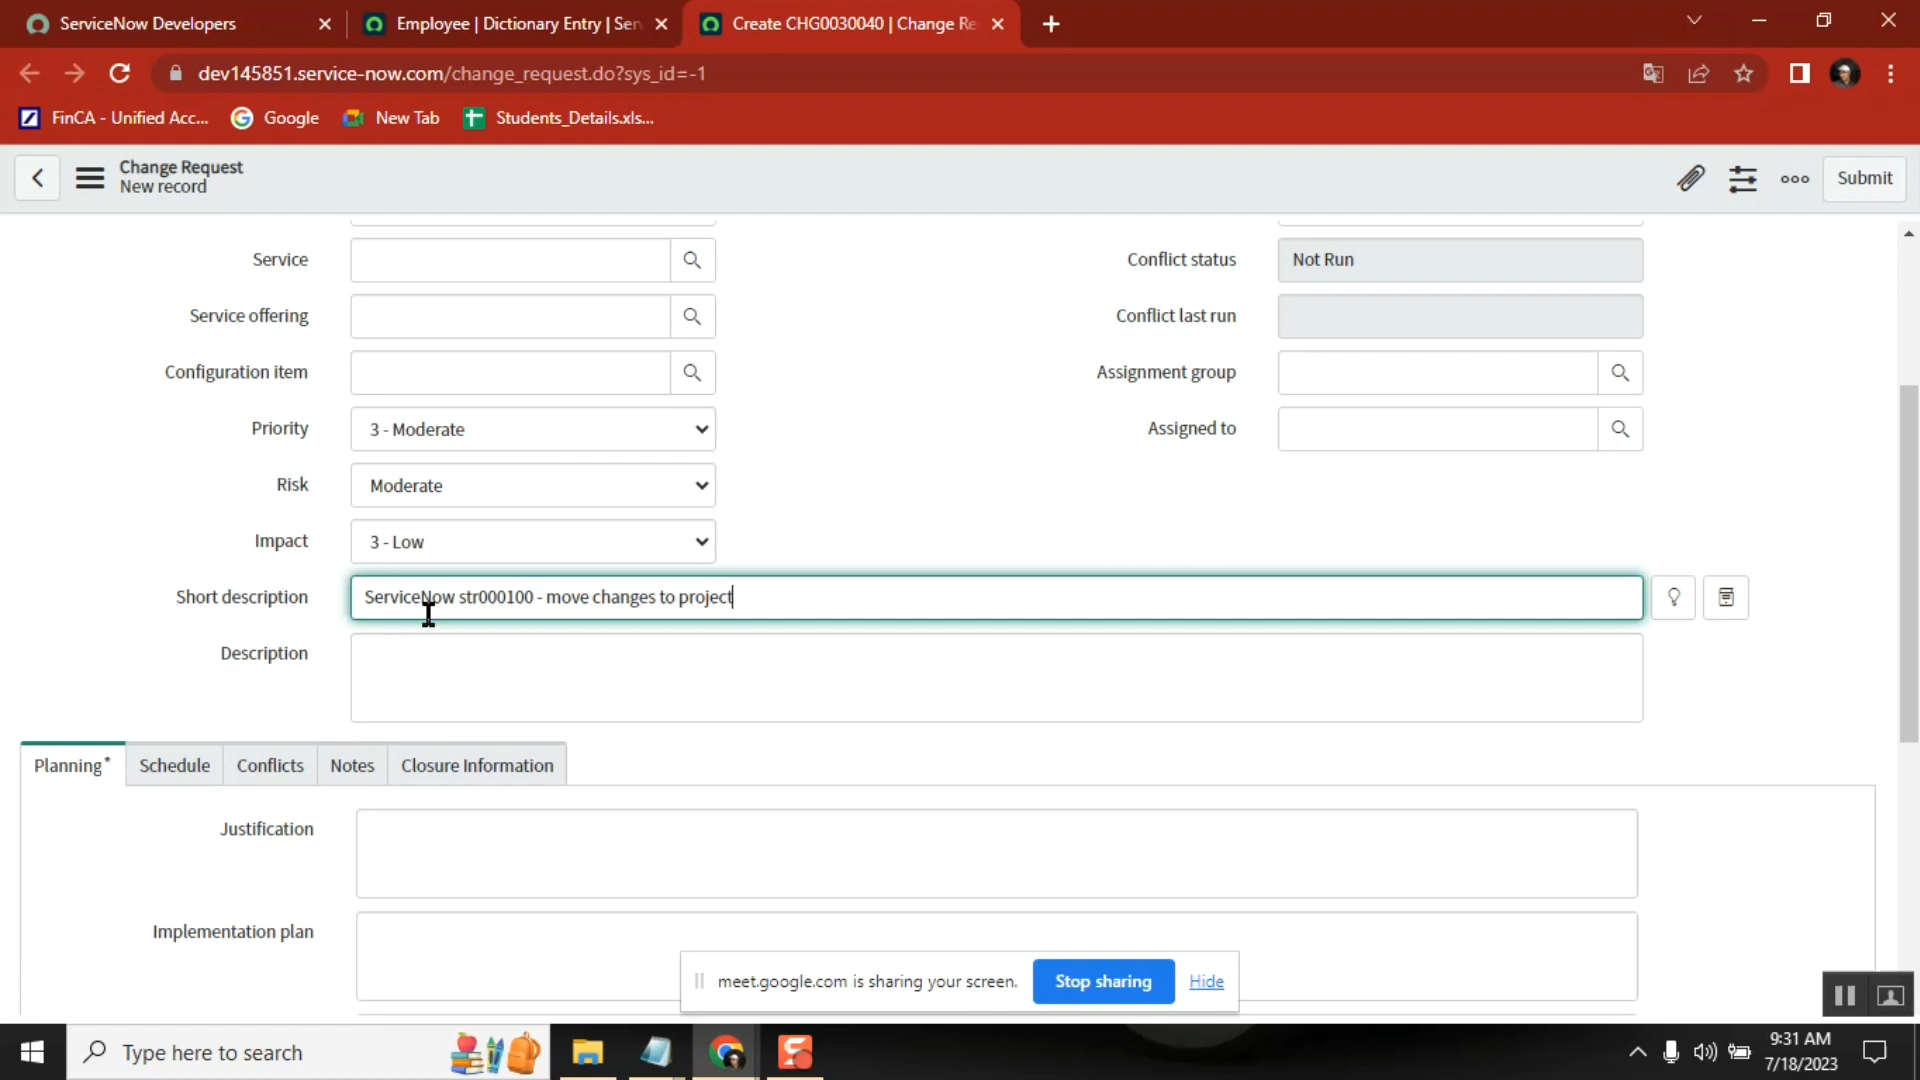 ServiceNow Developers
Employee | Dictionary Entry | Ser
Create CHG0030040 | Change Re
dev145851.service-now.com/change_request.do?sys_id=-1
FinCA - Unified Acc...
Google
New Tab
Students_Details.xls...
Change Request
New record
Submit
Service
Conflict status
Not Run
Service offering
Conflict last run
Configuration item
Assignment group
Priority
3 - Moderate
Assigned to
Risk
Moderate
Impact
3 - Low
Short description
ServiceNow str000100 - move changes to project
Description
Planning*
Schedule
Conflicts
Notes
Closure Information
Justification
Implementation plan
meet.google.com is sharing your screen.
Stop sharing
Hide
Type here to search
9:31 AM
7/18/2023